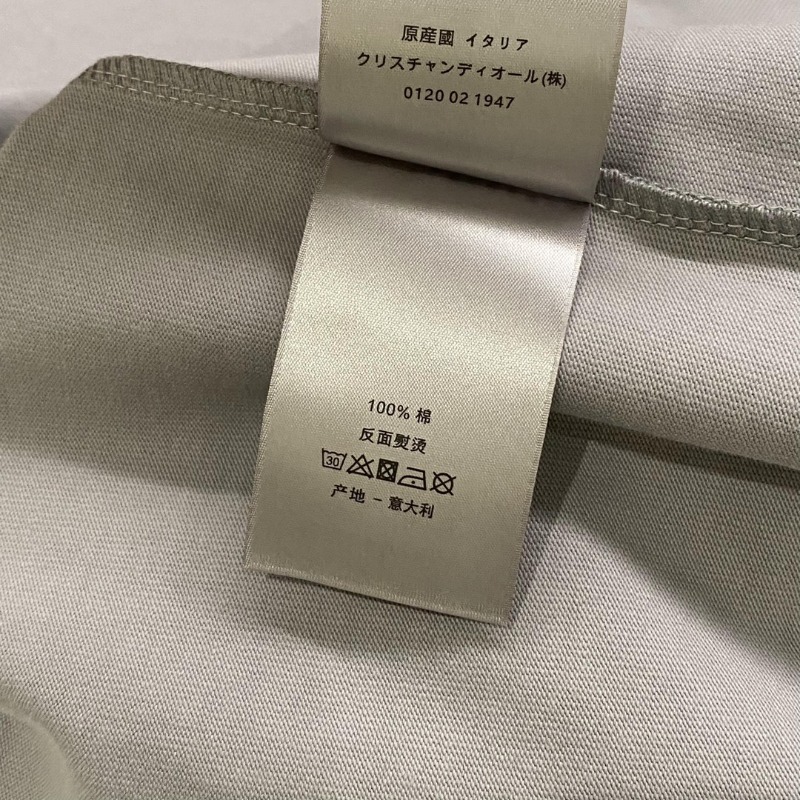 原産國 イタリア
クリスチャンディオール(株)
0120 02 1947
100% 棉
反面熨烫
30
产地 - 意大利